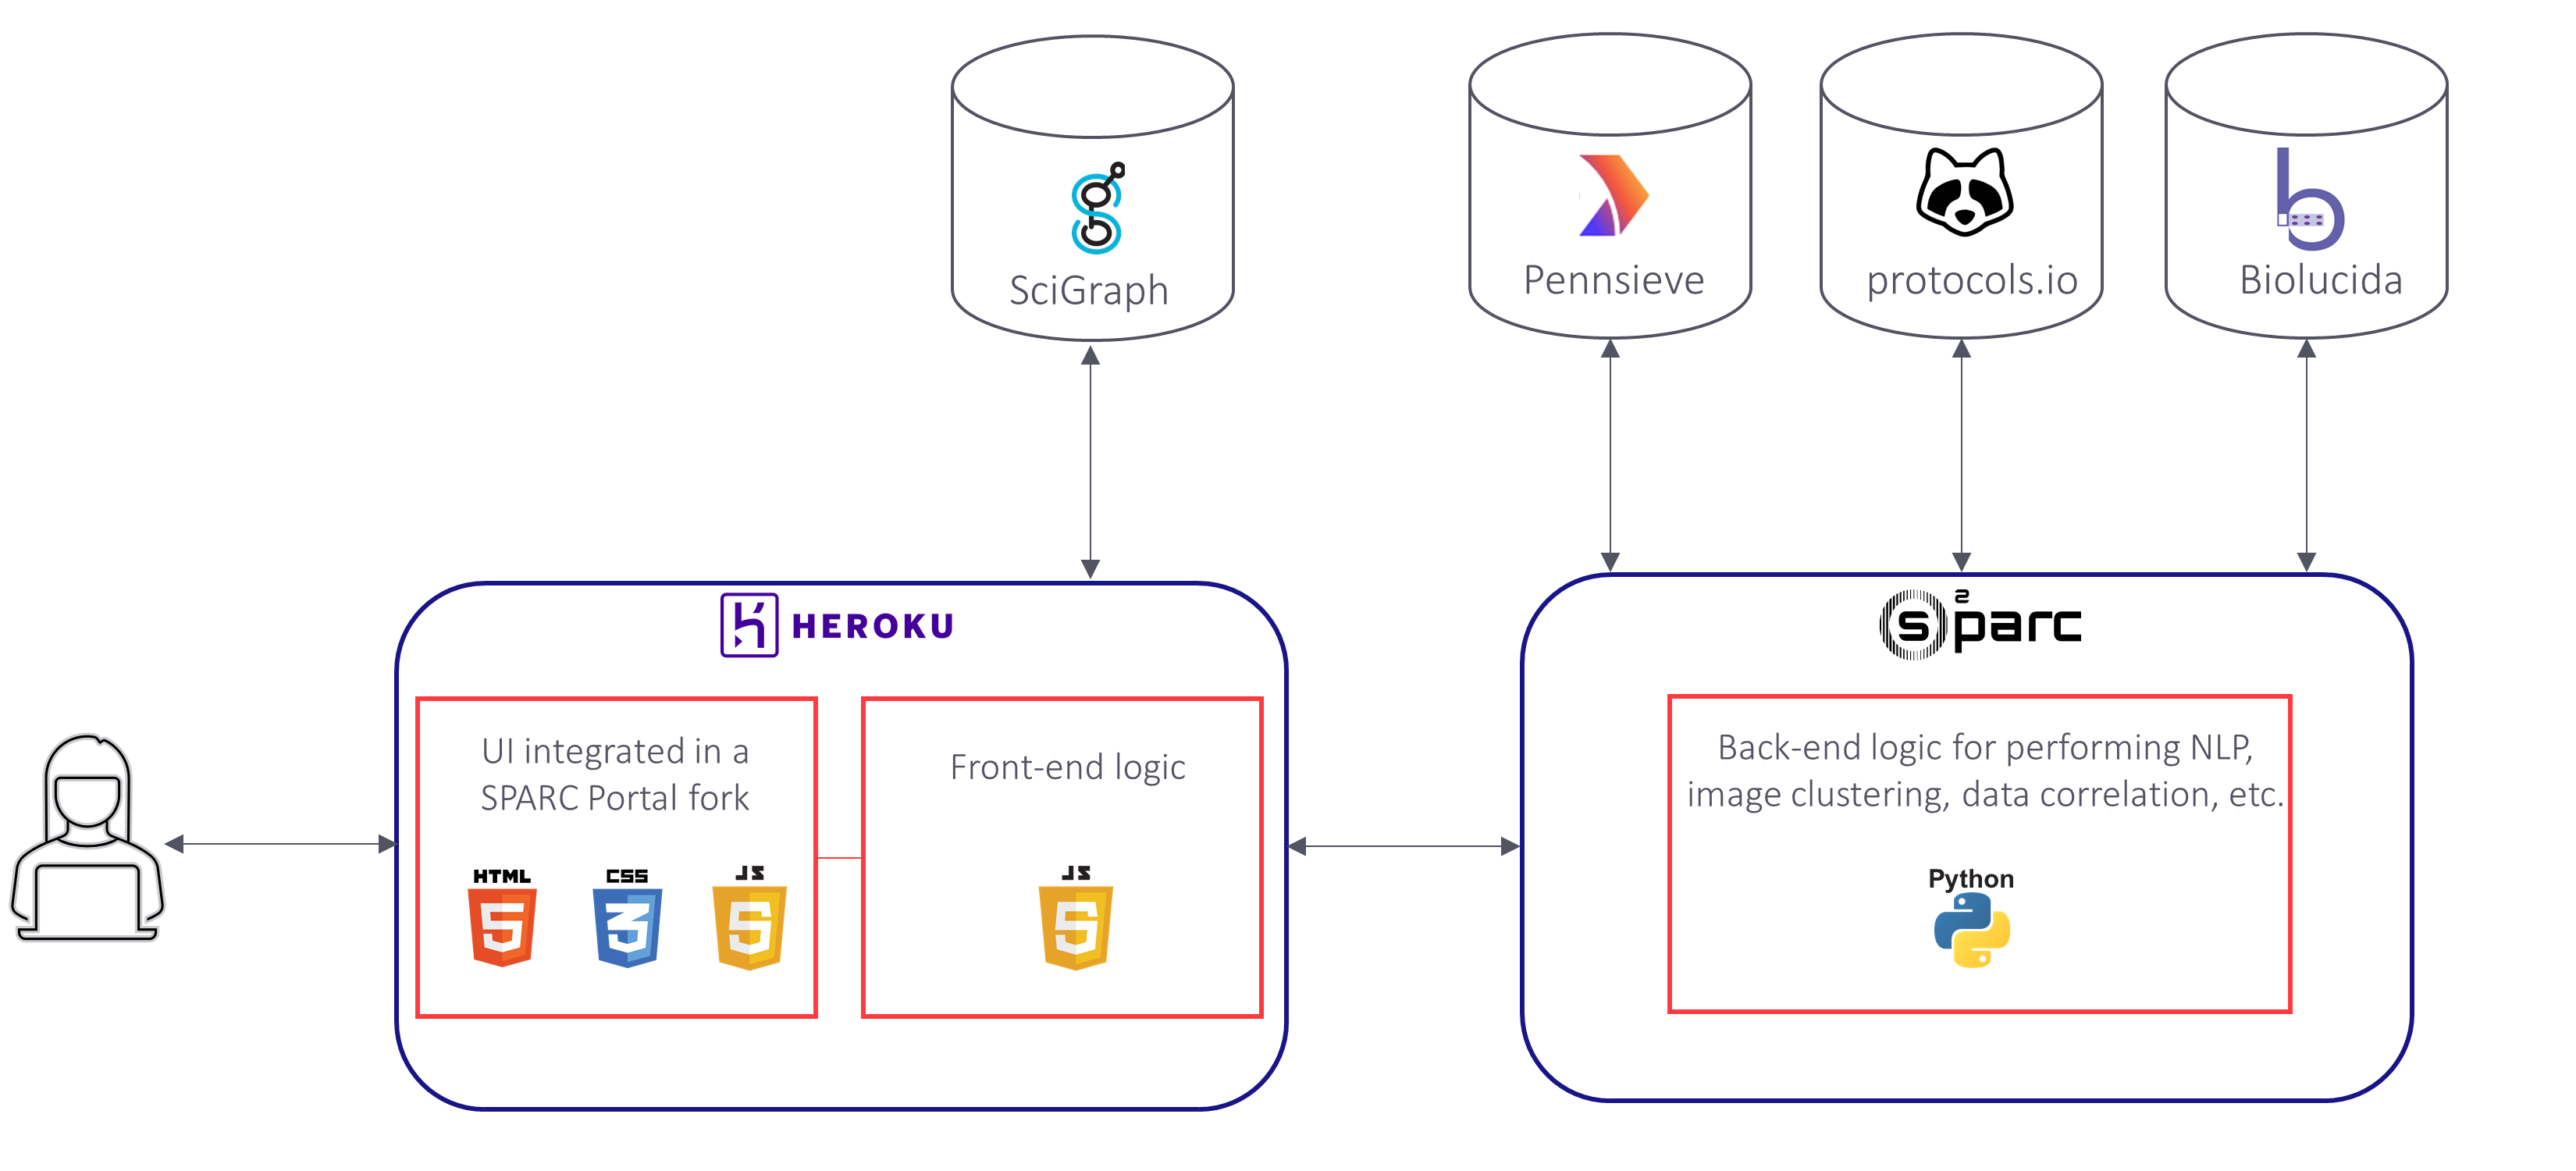 SciGraph
Pennsieve
protocols.io
Biolucida
HEROKU
s²parc
UI integrated in a
SPARC Portal fork
HTML
CSS
JS
5
3
5
Front-end logic
JS
5
Back-end logic for performing NLP,
image clustering, data correlation, etc.
Python